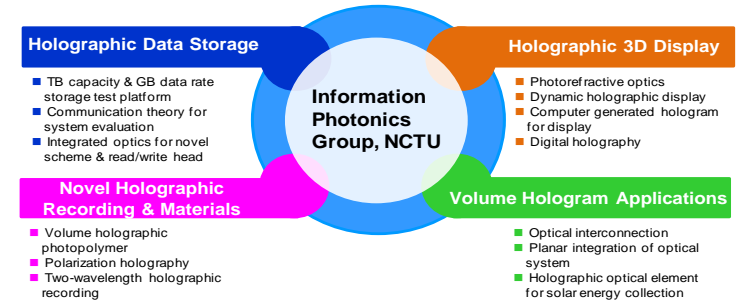 Holographic Data Storage
TB capacity & GB data rate
storage test platform
Communication theory for
system evaluation
Integrated optics for novel
scheme & read/write head
Holographic 3D Display
Photorefractive optics
Dynamic holographic display
Computer generated hologram
for display
Digital holography
Information
Photonics
Group, NCTU
Novel Holographic
Recording & Materials
Volume holographic
photopolymer
Polarization holography
Two-wavelength holographic
recording
Volume Hologram Applications
Optical interconnection
Planar integration of optical
system
Holographic optical element
for solar energy collection